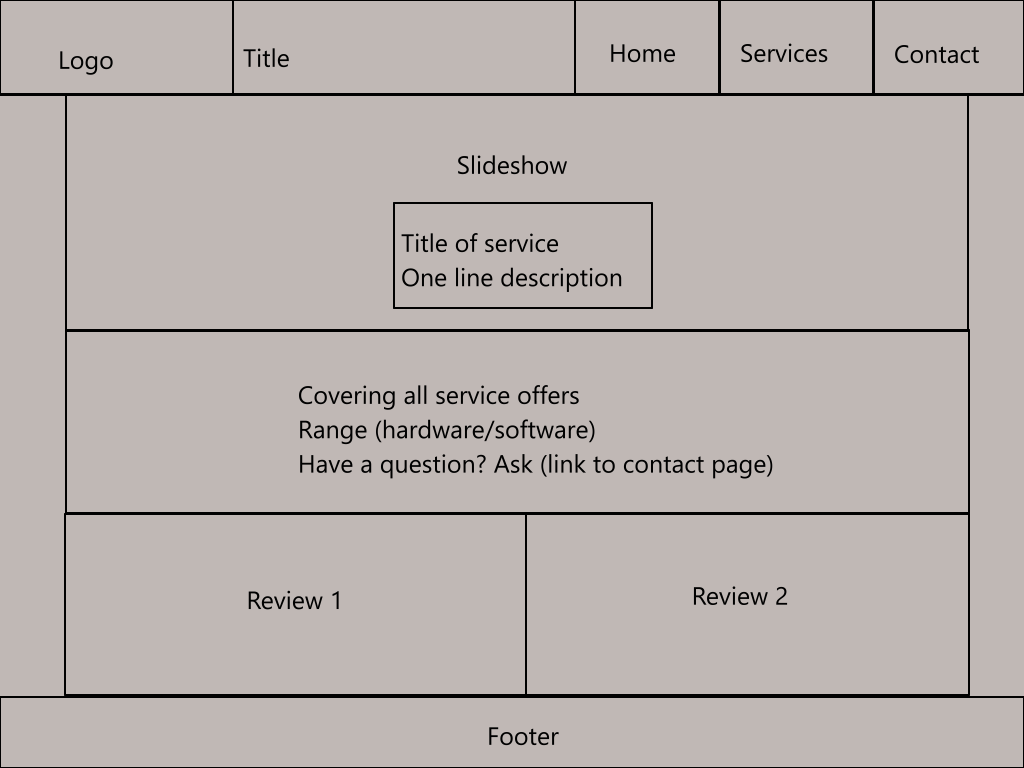 Logo
Title
Home
Services
Contact
Slideshow
Title of service
One line description
Covering all service offers
Range (hardware/software)
Have a question? Ask (link to contact page)
Review 1
Review 2
Footer